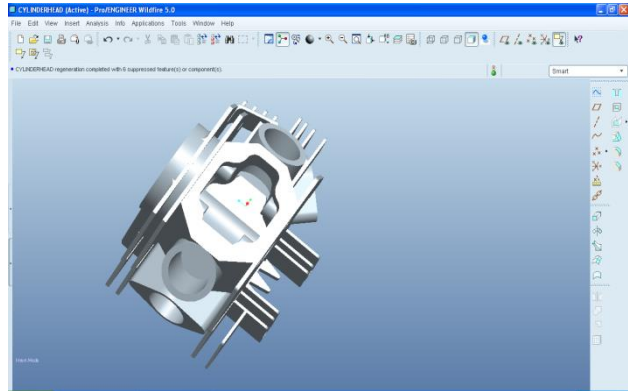 CYLINDERHEAD (Active) - Pro/ENGINEER Wildfire 5.0
File Edit View Insert Analysis Info Applications Tools Window Help
• CYLINDERHEAD regeneration completed with 6 suppressed feature(s) or component(s).
Smart